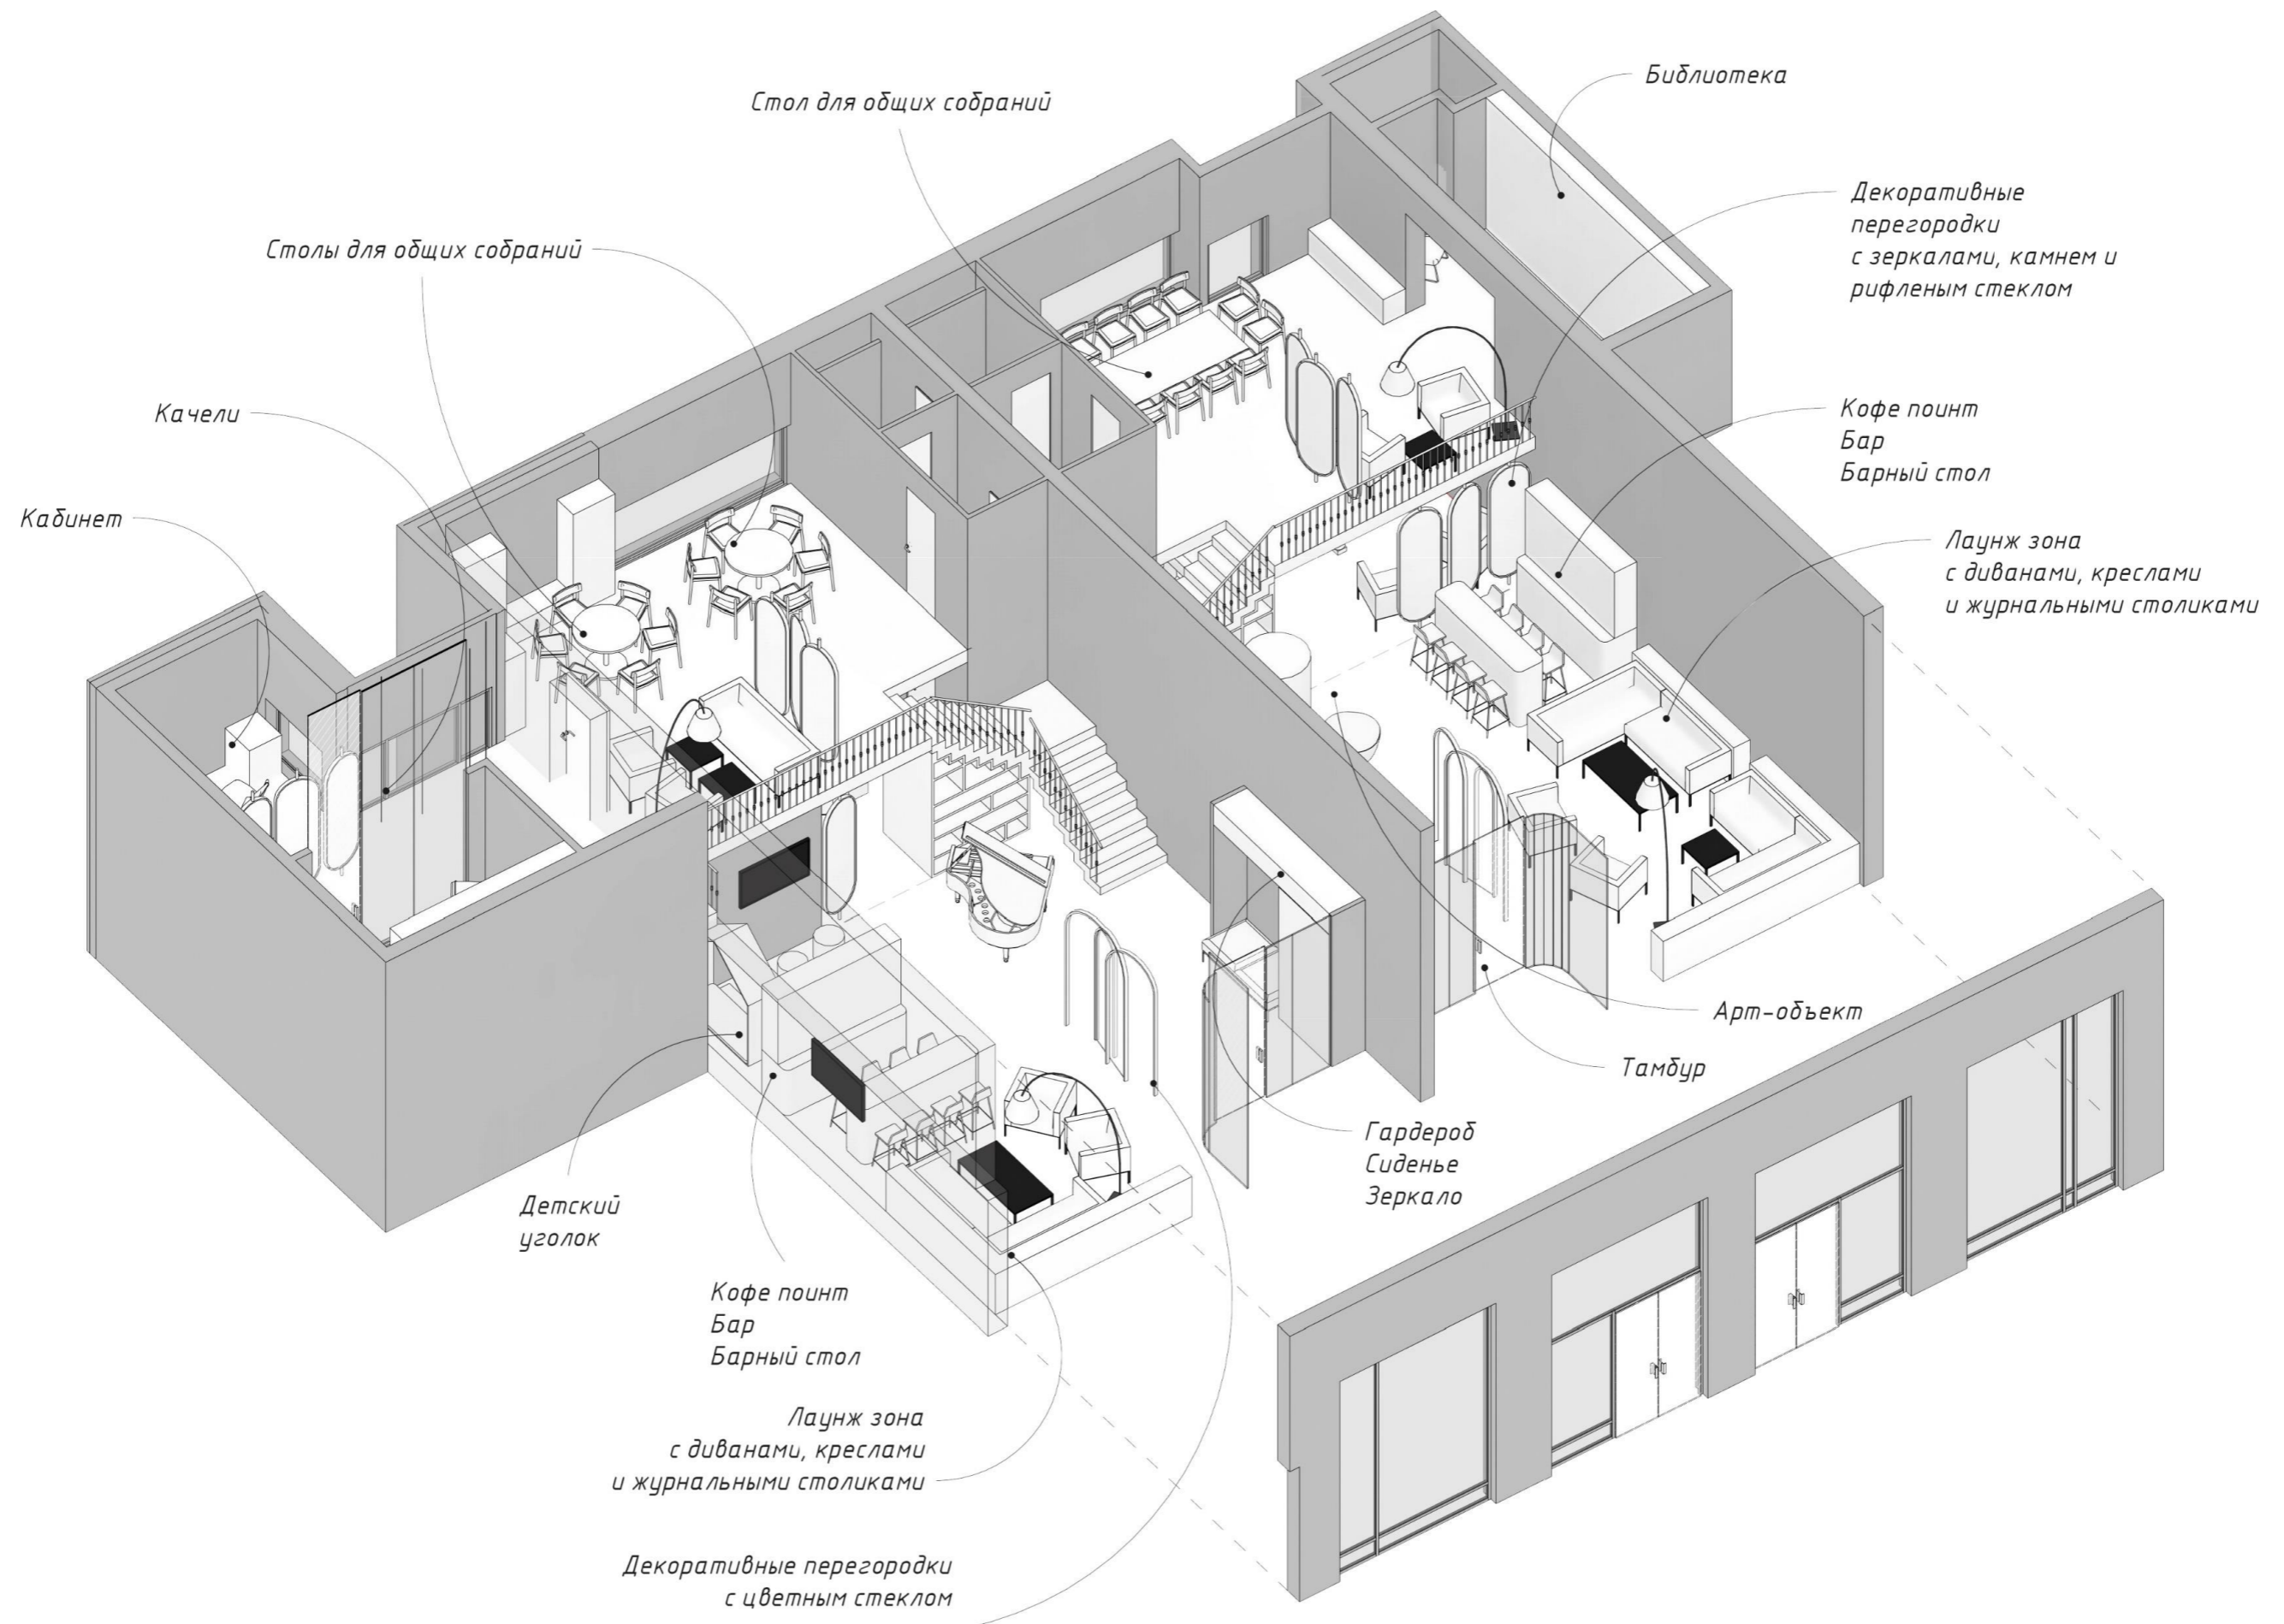 Библиотека
Стол для общих собраний
Декоративные
перегородки
с зеркалами, камнем и
рифленым стеклом
Столы для общих собраний
Качели
Кофе поинт
Бар
Барный стол
Кабинет
Лаунж зона
с диванами, креслами
и журнальными столиками
Арт-объект
Тамбур
Гардероб
Сиденье
Зеркало
Детский
уголок
Кофе поинт
Бар
Барный стол
Лаунж зона
с диванами, креслами
и журнальными столиками
Декоративные перегородки
с цветным стеклом